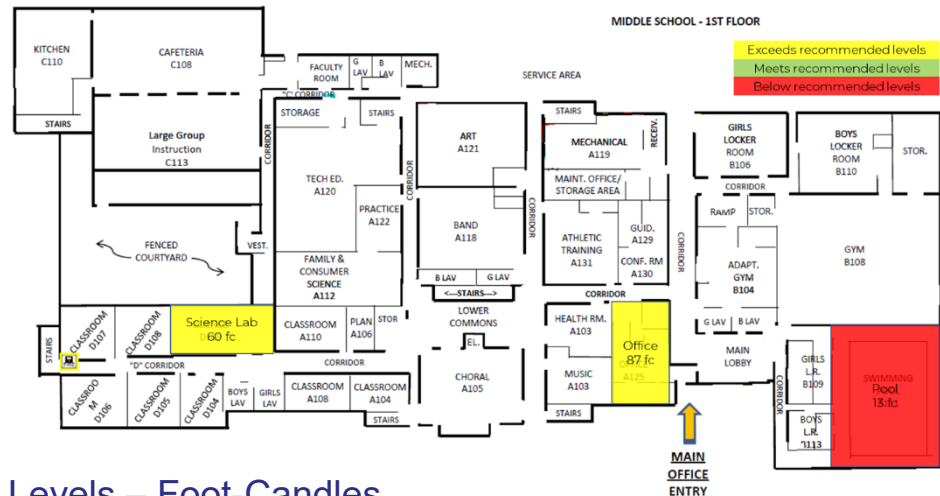 MIDDLE SCHOOL - 1ST FLOOR
Exceeds recommended levels
Meets recommended levels
Below recommended levels
KITCHEN
C110
CAFETERIA
C108
FACULTY
ROOM
G
LAV
B
LAV
MECH.
"C" CORRIDOR
SERVICE AREA
STAIRS
Large Group
Instruction
C113
CORRIDOR
STORAGE
STAIRS
TECH ED.
A120
PRACTICE
A122
CORRIDOR
ART
A121
BAND
A118
B LAV
G LAV
<---STAIRS--->
CORRIDOR
STAIRS
MECHANICAL
A119
RECEIV.
MAINT. OFFICE/
STORAGE AREA
ATHLETIC
TRAINING
A131
GUID.
A129
CONF. RM
A130
CORRIDOR
CORRIDOR
GIRLS
LOCKER
ROOM
B106
BOYS
LOCKER
ROOM
B110
STOR.
CORRIDOR
RAMP
STOR.
ADAPT.
GYM
B104
GYM
B108
G LAV
B LAV
MAIN
LOBBY
FENCED
COURTYARD
VEST.
FAMILY &
CONSUMER
SCIENCE
A112
STAIRS
CLASSROOM
D107
CLASSROOM
D108
Science Lab
60 fc
CLASSROOM
A110
PLAN
A106
STOR
LOWER
COMMONS
EL.
CHORAL
A105
HEALTH RM.
A103
MUSIC
A103
STAIRS
Office
87 fc
A125
"D" CORRIDOR
CORRIDOR
CLASSROOM
D106
CLASSROOM
D105
CLASSROOM
D104
BOYS
LAV
GIRLS
LAV
CLASSROOM
A108
CLASSROOM
A104
STAIRS
CORRIDOR
GIRLS
L.R.
B109
BOYS
L.R.
SWIMMING
Pool
13 fc
MAIN
OFFICE
ENTRY
Levels – Foot-Candles